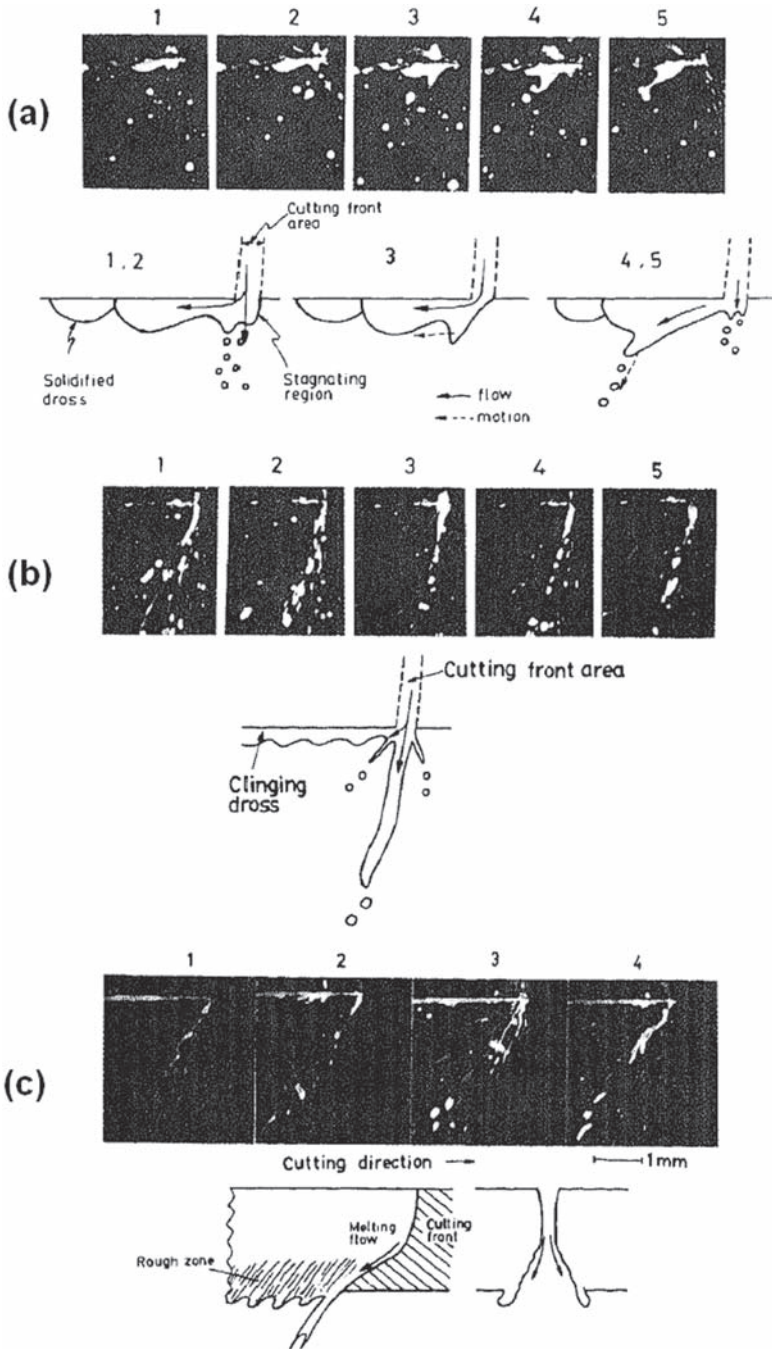 1 2 3 4 5
(a)
Cutting front
area
1,2 3 4,5
Solidified
dross
Stagnating
region
flow
motion
1 2 3 4 5
(b)
Cutting front area
Clinging
dross
1 2 3 4
(c)
Cutting direction 1mm
Melting
flow
Cutting
front
Rough zone